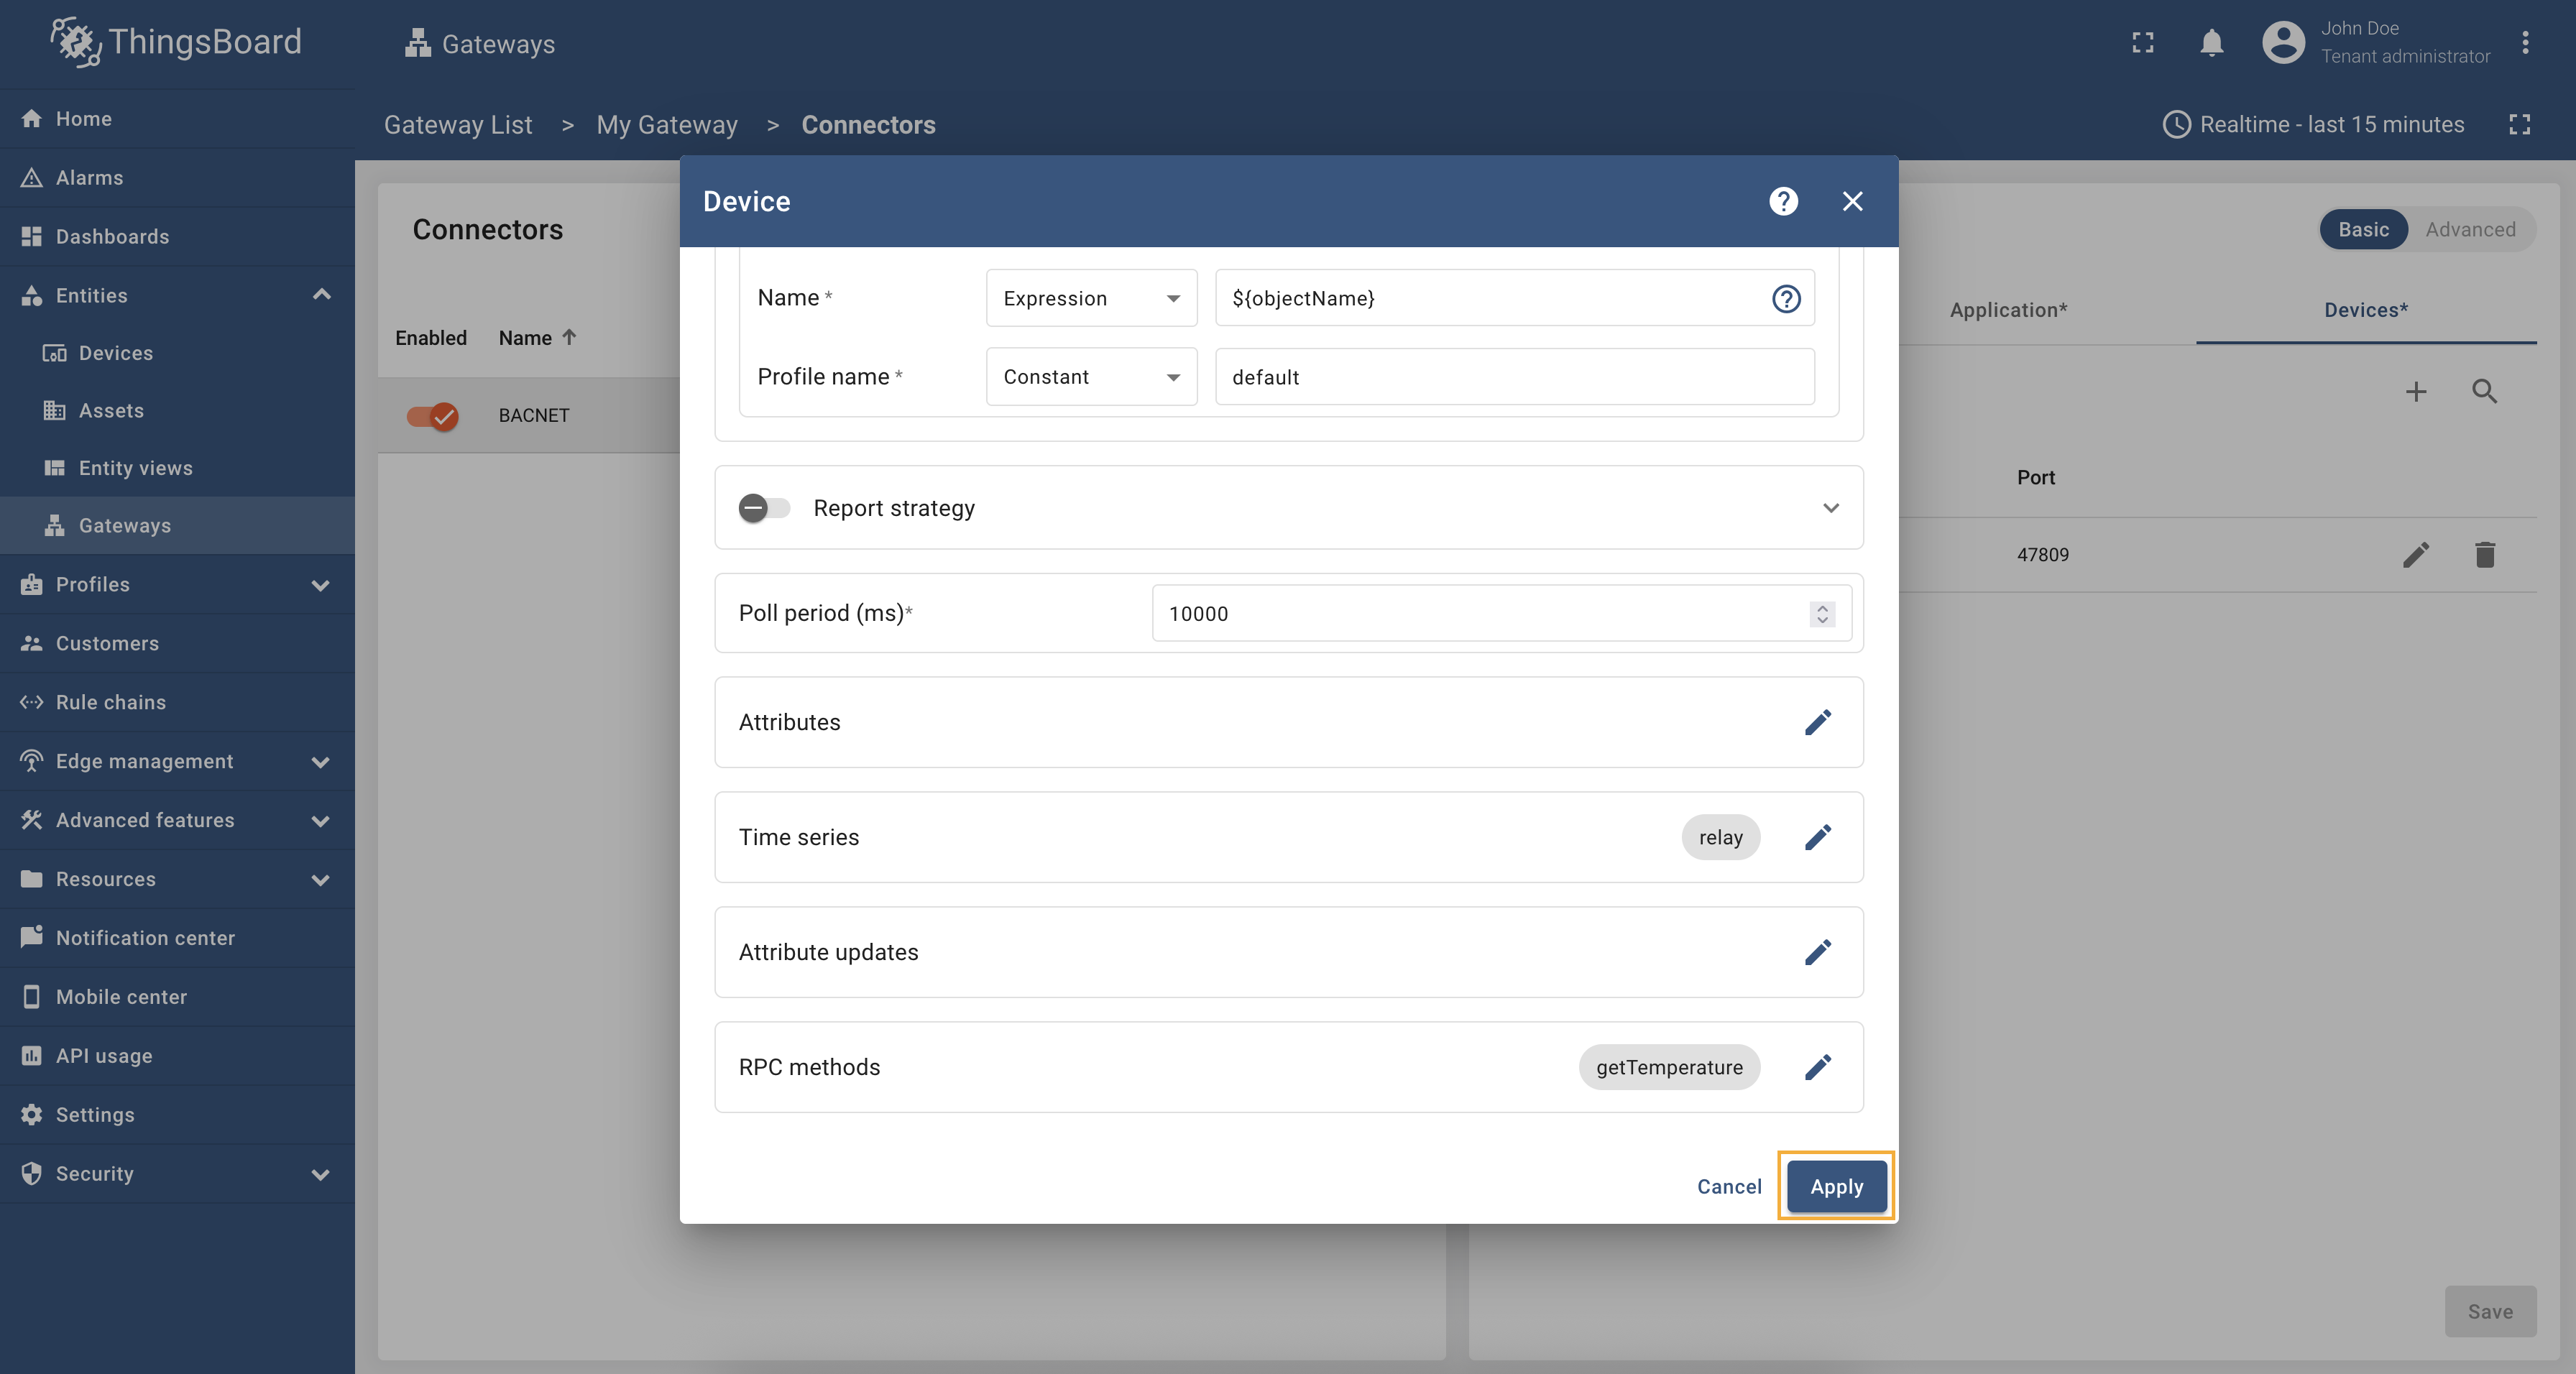 ThingsBoard
Gateways
John Doe
Tenant administrator
Home
Alarms
Dashboards
Entities
Devices
Assets
Entity views
Gateways
Profiles
Customers
Rule chains
Edge management
Advanced features
Resources
Notification center
Mobile center
API usage
Settings
Security
Gateway List > My Gateway > Connectors
Realtime - last 15 minutes
Connectors
Enabled Name
BACNET
Device
Name *
Expression
${objectName}
Profile name *
Constant
default
Report strategy
Poll period (ms)*
10000
Attributes
Time series
relay
Attribute updates
RPC methods
getTemperature
Cancel
Apply
Basic
Advanced
Application*
Devices*
Port
47809
Save